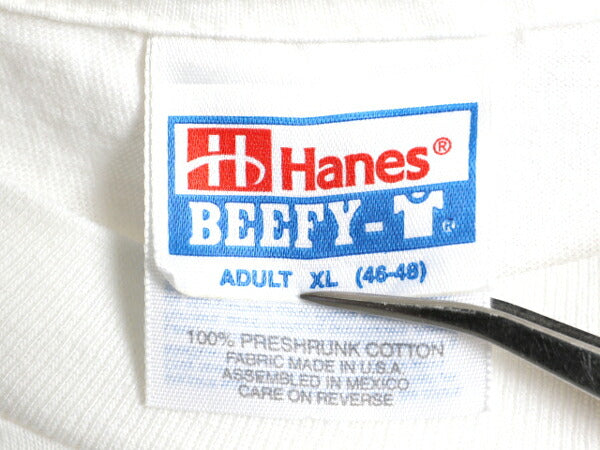 Hanes®
BEEFY-
ADULT XL (46-48)
100% PRESHRUNK COTTON
FABRIC MADE IN U.S.A
ASSEMBLED IN MEXICO
CARE ON REVERSE